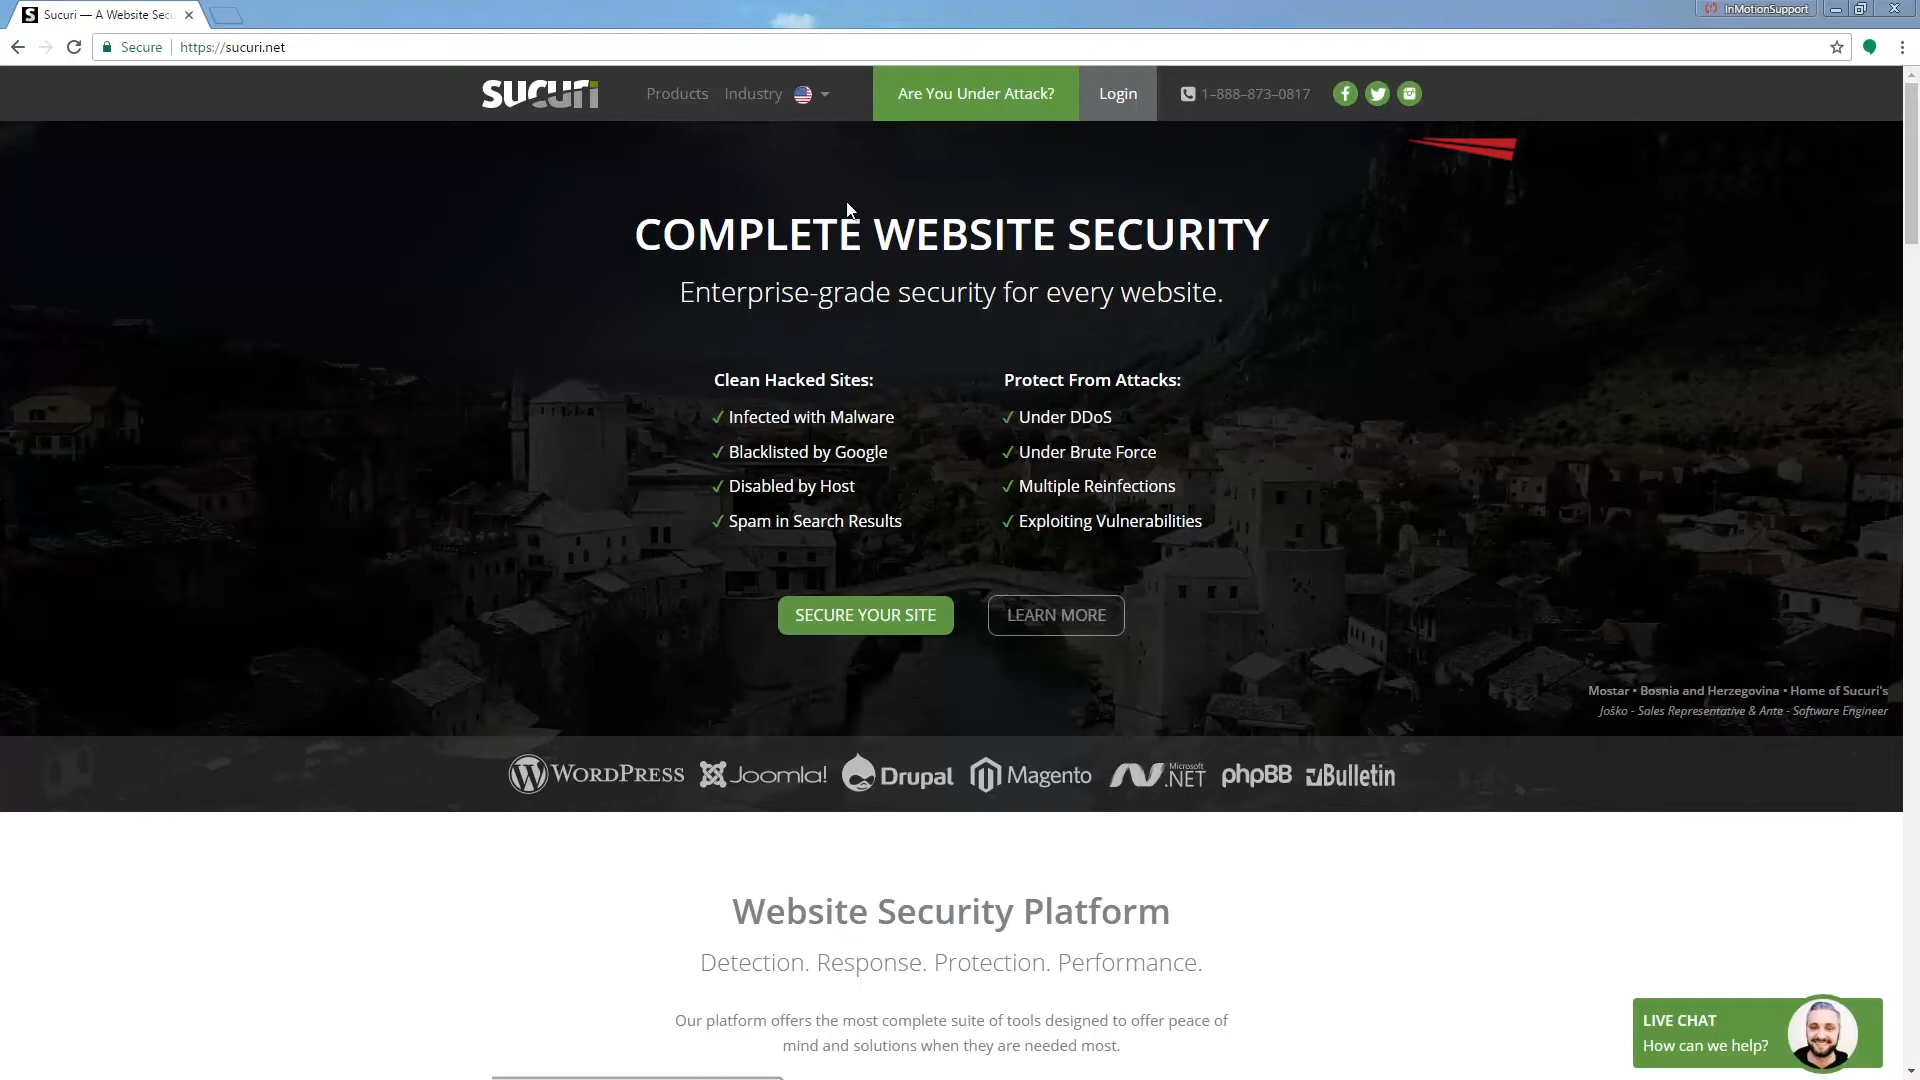 Sucuri — A Website Secu
InMotionSupport
Secure
https://sucuri.net
sucuri
Products
Industry
Are You Under Attack?
Login
1–888–873–0817
COMPLETE WEBSITE SECURITY
Enterprise-grade security for every website.
Clean Hacked Sites:
✓ Infected with Malware
✓ Blacklisted by Google
✓ Disabled by Host
✓ Spam in Search Results
Protect From Attacks:
✓ Under DDoS
✓ Under Brute Force
✓ Multiple Reinfections
✓ Exploiting Vulnerabilities
SECURE YOUR SITE
LEARN MORE
Mostar • Bosnia and Herzegovina • Home of Sucuri's
Joško - Sales Representative & Ante - Software Engineer
WORDPRESS
Joomla!
Drupal
Magento
Microsoft
.NET
phpBB
vBulletin
Website Security Platform
Detection. Response. Protection. Performance.
Our platform offers the most complete suite of tools designed to offer peace of
mind and solutions when they are needed most.
LIVE CHAT
How can we help?